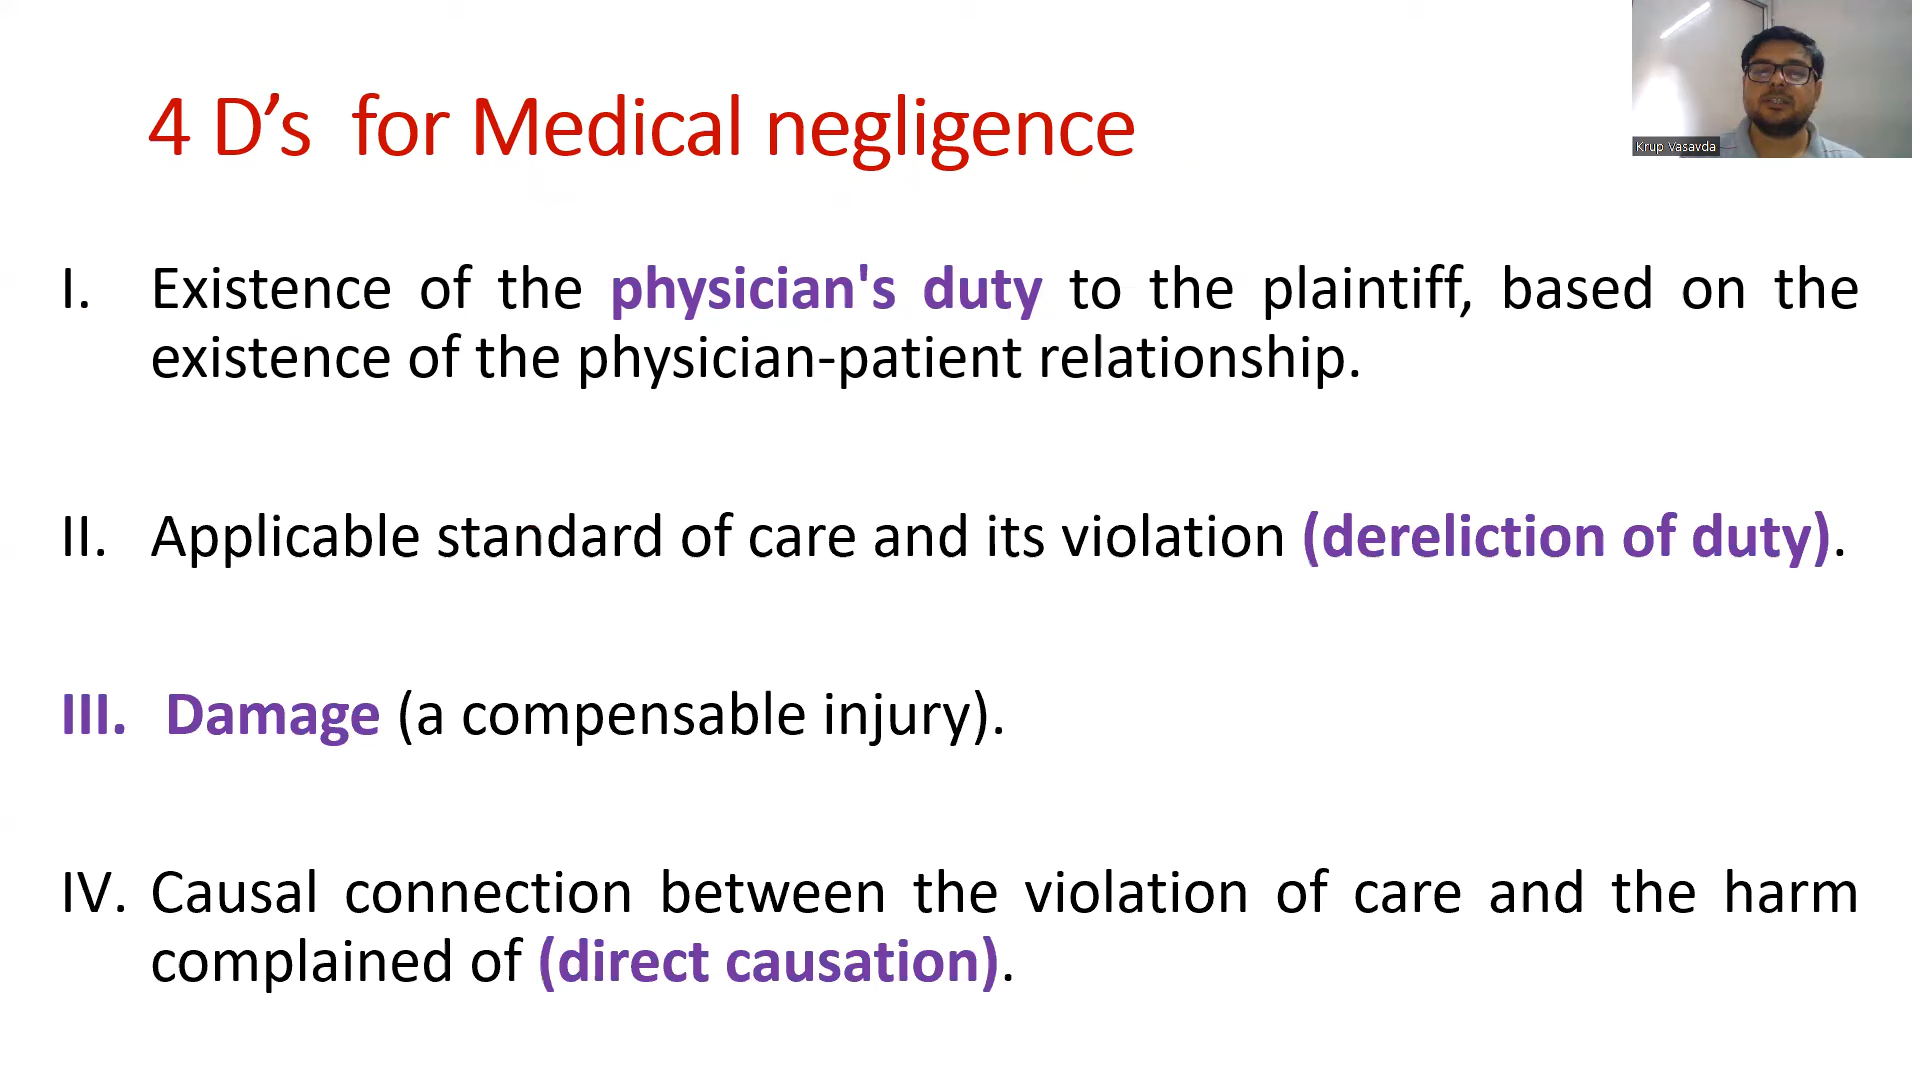 4 D’s for Medical negligence
Krup Vasavda
I. Existence of the physician's duty to the plaintiff, based on the
existence of the physician-patient relationship.
II. Applicable standard of care and its violation (dereliction of duty).
III. Damage (a compensable injury).
IV. Causal connection between the violation of care and the harm
complained of (direct causation).